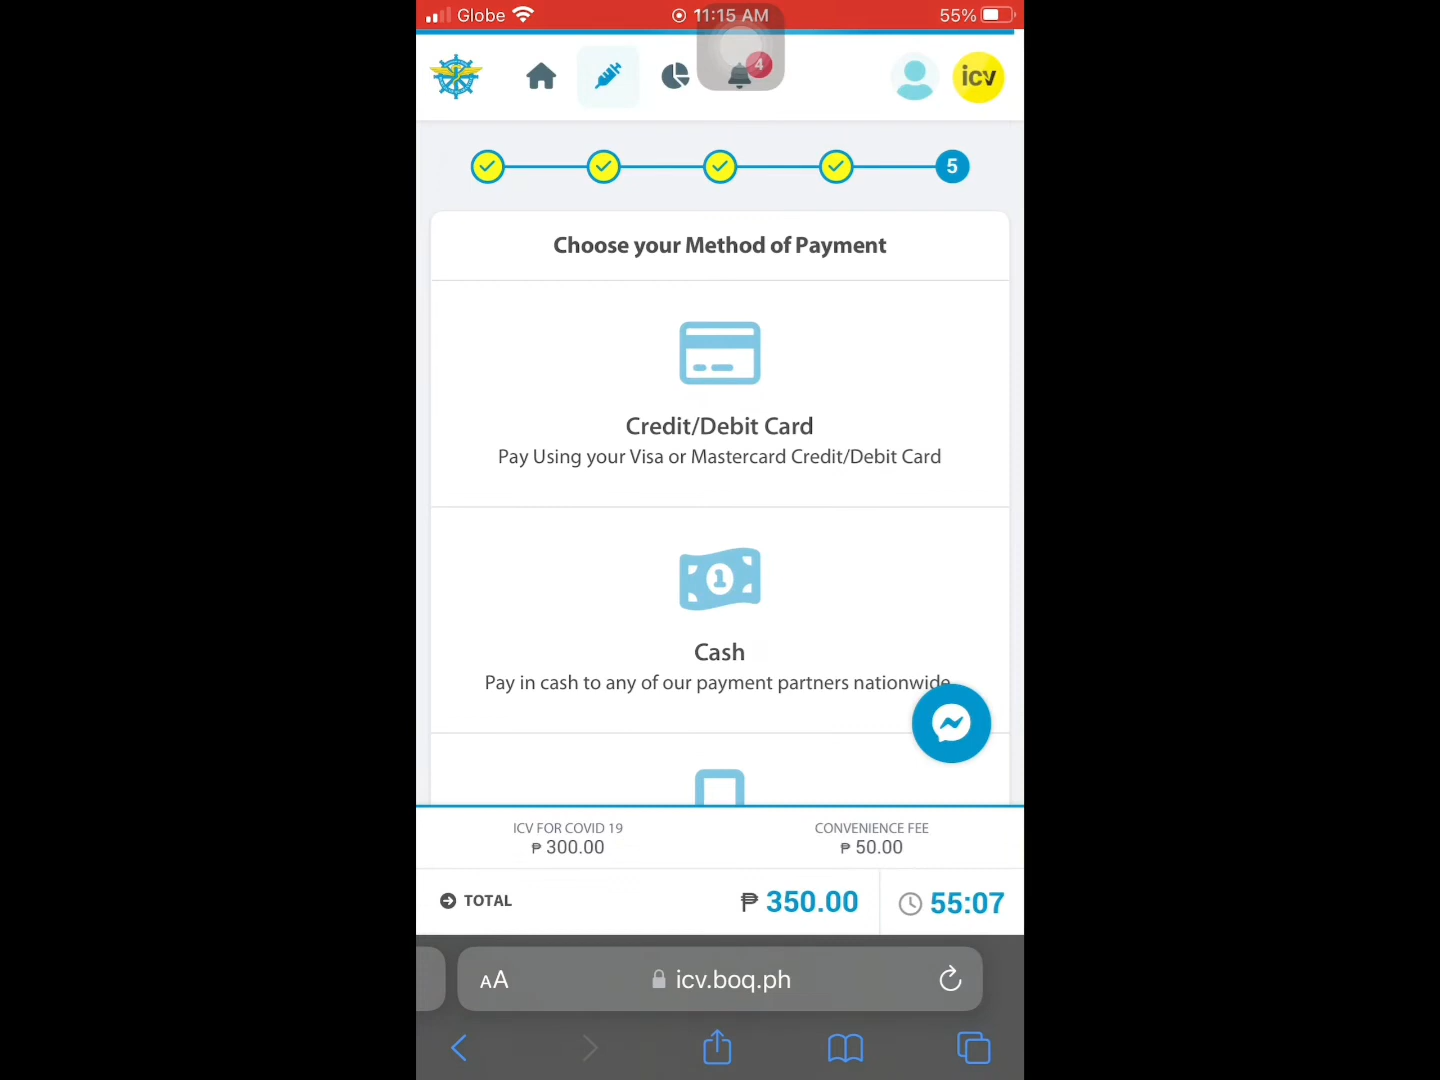 Globe 11:15 AM 55%
4
icv
5
Choose your Method of Payment
Credit/Debit Card
Pay Using your Visa or Mastercard Credit/Debit Card
1
Cash
Pay in cash to any of our payment partners nationwide
ICV FOR COVID 19 CONVENIENCE FEE
₱ 300.00 ₱ 50.00
TOTAL ₱ 350.00 55:07
AA icv.boq.ph